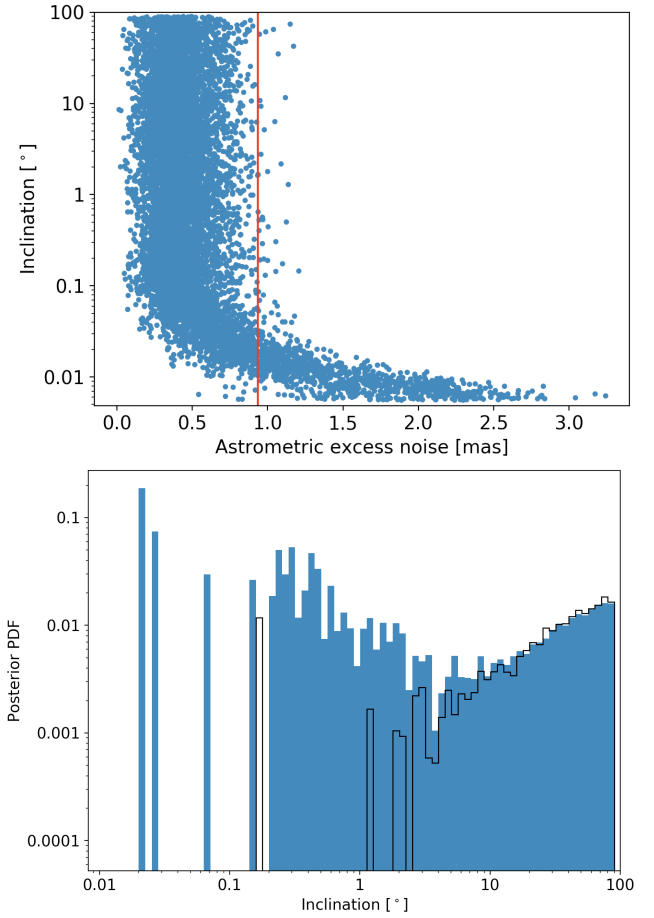 100
10
1
0.1
0.01
Inclination [ ° ]
0.0 0.5 1.0 1.5 2.0 2.5 3.0
Astrometric excess noise [mas]
0.1
0.01
0.001
0.0001
Posterior PDF
0.01 0.1 1 10 100
Inclination [ ° ]